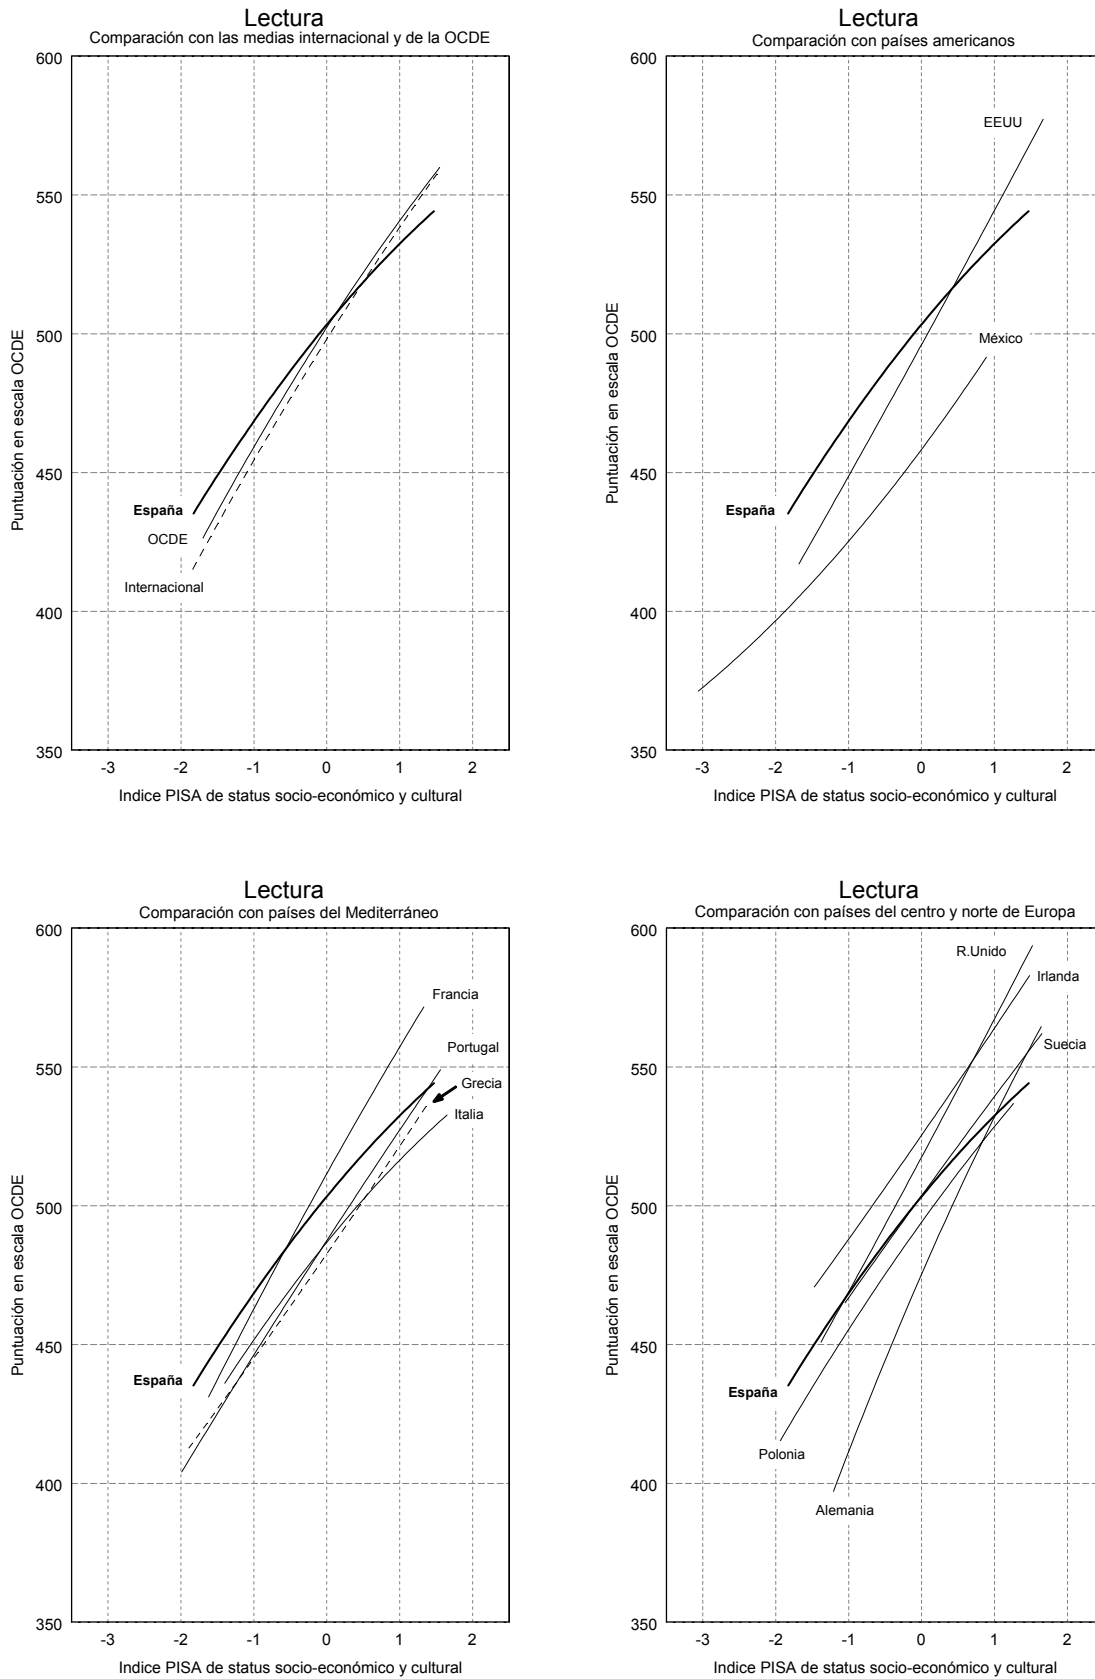 Lectura
Comparación con las medias internacional y de la OCDE
600
550
500
450
400
350
Puntuación en escala OCDE
España
OCDE
Internacional
-3 -2 -1 0 1 2
Indice PISA de status socio-económico y cultural
Lectura
Comparación con países americanos
600
550
500
450
400
350
Puntuación en escala OCDE
EEUU
México
España
-3 -2 -1 0 1 2
Indice PISA de status socio-económico y cultural
Lectura
Comparación con países del Mediterráneo
600
550
500
450
400
350
Puntuación en escala OCDE
Francia
Portugal
Grecia
Italia
España
-3 -2 -1 0 1 2
Indice PISA de status socio-económico y cultural
Lectura
Comparación con países del centro y norte de Europa
600
550
500
450
400
350
Puntuación en escala OCDE
R.Unido
Irlanda
Suecia
España
Polonia
Alemania
-3 -2 -1 0 1 2
Indice PISA de status socio-económico y cultural